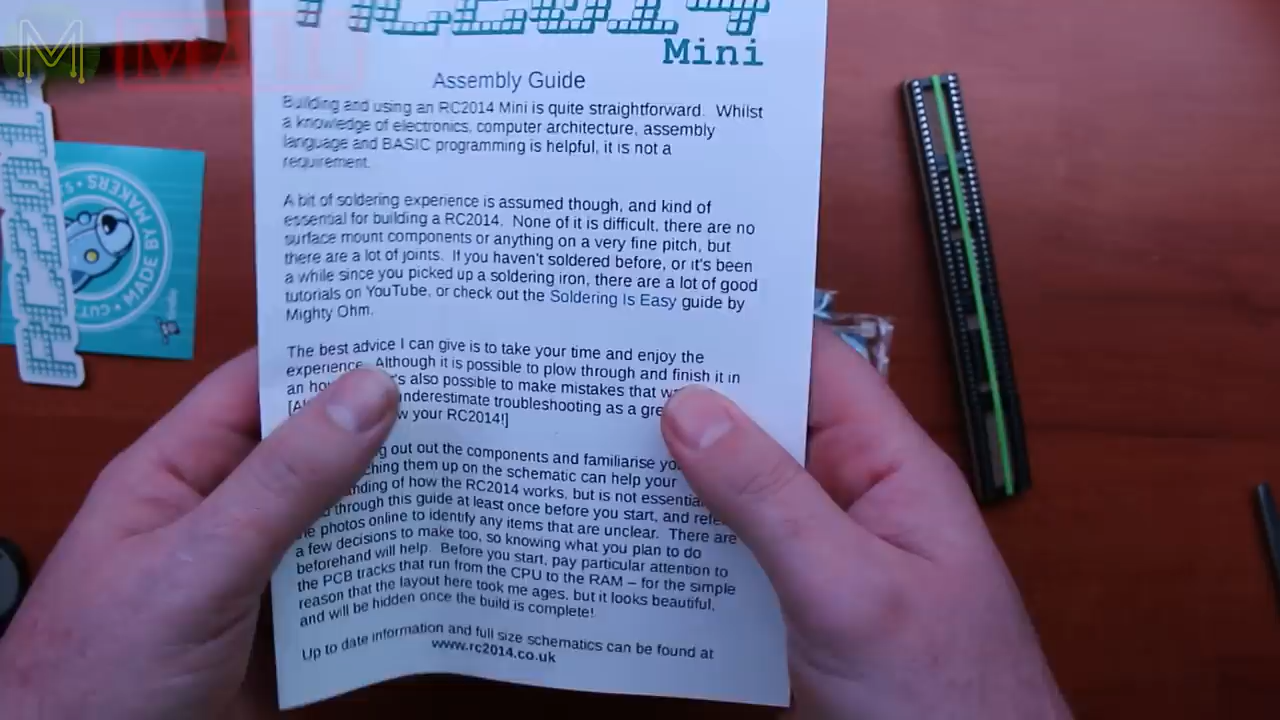 M
MAIL
RC2014
Mini
Assembly Guide
Building and using an RC2014 Mini is quite straightforward. Whilst
a knowledge of electronics, computer architecture, assembly
language and BASIC programming is helpful, it is not a
requirement.
A bit of soldering experience is assumed though, and kind of
essential for building a RC2014. None of it is difficult, there are no
surface mount components or anything on a very fine pitch, but
there are a lot of joints. If you haven't soldered before, or it's been
a while since you picked up a soldering iron, there are a lot of good
tutorials on YouTube, or check out the Soldering Is Easy guide by
Mighty Ohm.
The best advice I can give is to take your time and enjoy the
experience. Although it is possible to plow through and finish it in
an 's also possible to make mistakes that
underestimate troubleshooting as a
your RC2014!]
out out the components and familiarise
them up on the schematic can help your
of how the RC2014 works, but is not
through this guide at least once before you start, and
photos online to identify any items that are unclear. There are
a few decisions to make too, so knowing what you plan to do
beforehand will help. Before you start, pay particular attention to
the PCB tracks that run from the CPU to the RAM – for the simple
reason that the layout here took me ages, but it looks beautiful,
and will be hidden once the build is complete!
Up to date information and full size schematics can be found at
www.rc2014.co.uk
RC2014
MADE BY MAKERS